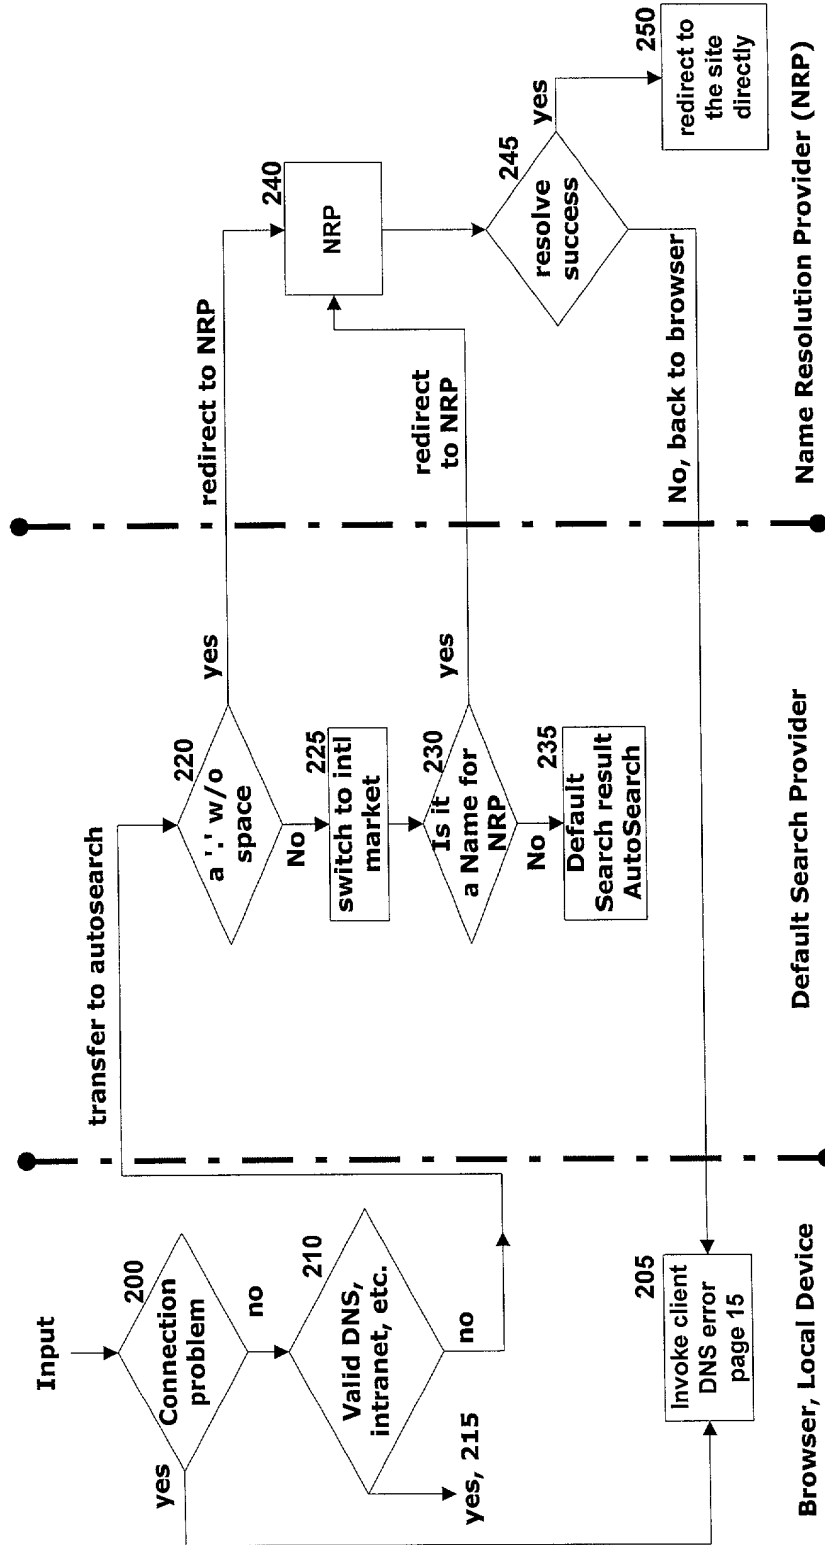 Input
200
Connection
problem
yes
no
210
Valid DNS,
intranet, etc.
yes, 215
no
205
Invoke client
DNS error
page 15
Browser, Local Device
transfer to autosearch
220
a '.' w/o
space
yes
No
225
switch to intl
market
230
Is it
a Name for
NRP
yes
No
235
Default
Search result
AutoSearch
Default Search Provider
redirect to NRP
240
NRP
redirect
to NRP
245
resolve
success
yes
250
redirect to
the site
directly
No, back to browser
Name Resolution Provider (NRP)